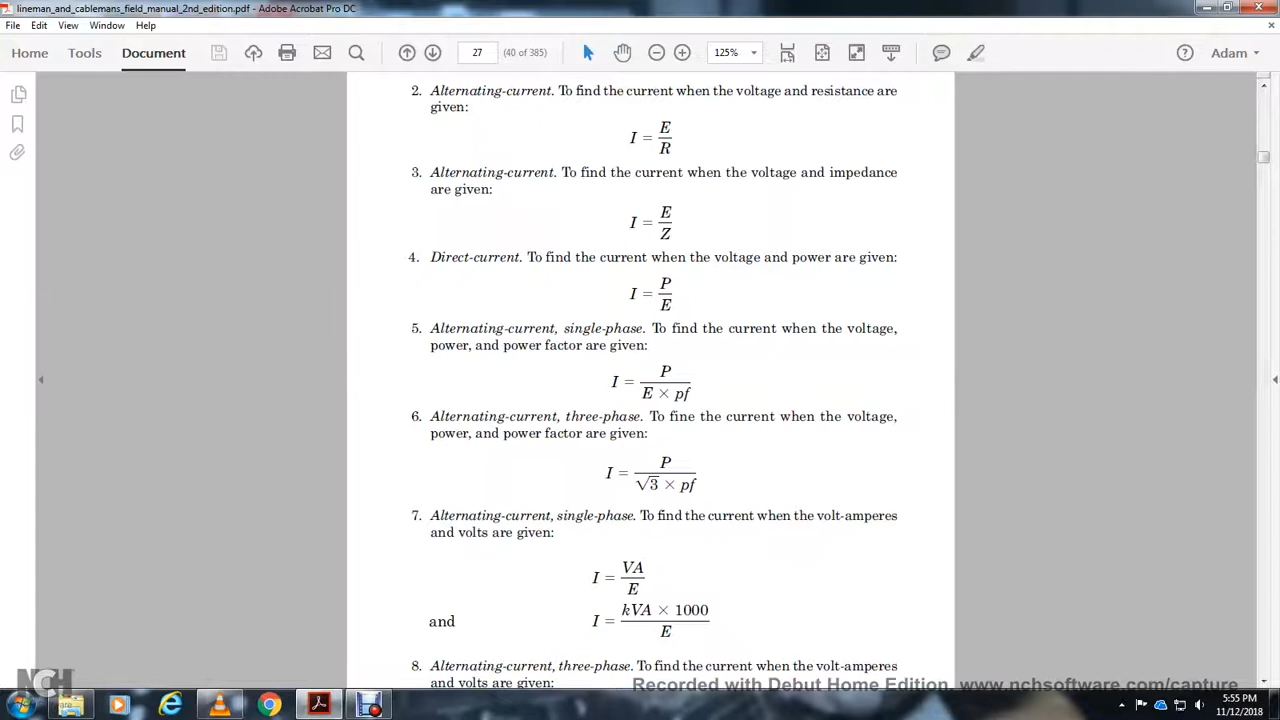 lineman_and_cablemans_field_manual_2nd_edition.pdf - Adobe Acrobat Pro DC
File Edit View Window Help
Home Tools Document 27 (40 of 385) 125% Adam
2. Alternating-current. To find the current when the voltage and resistance are
given:
I = E/R
3. Alternating-current. To find the current when the voltage and impedance
are given:
I = E/Z
4. Direct-current. To find the current when the voltage and power are given:
I = P/E
5. Alternating-current, single-phase. To find the current when the voltage,
power, and power factor are given:
I = P/(E × pf)
6. Alternating-current, three-phase. To fine the current when the voltage,
power, and power factor are given:
I = P/(√3 × pf)
7. Alternating-current, single-phase. To find the current when the volt-amperes
and volts are given:
I = VA/E
and I = (kVA × 1000)/E
8. Alternating-current, three-phase. To find the current when the volt-amperes
and volts are given:
NCH
Recorded with Debut Home Edition. www.nchsoftware.com/capture
5:55 PM
11/12/2018